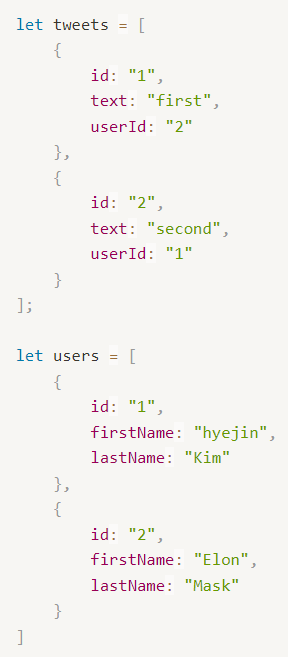 let tweets = [
    {
        id: "1",
        text: "first",
        userId: "2"
    },
    {
        id: "2",
        text: "second",
        userId: "1"
    }
];

let users = [
    {
        id: "1",
        firstName: "hyejin",
        lastName: "Kim"
    },
    {
        id: "2",
        firstName: "Elon",
        lastName: "Mask"
    }
]